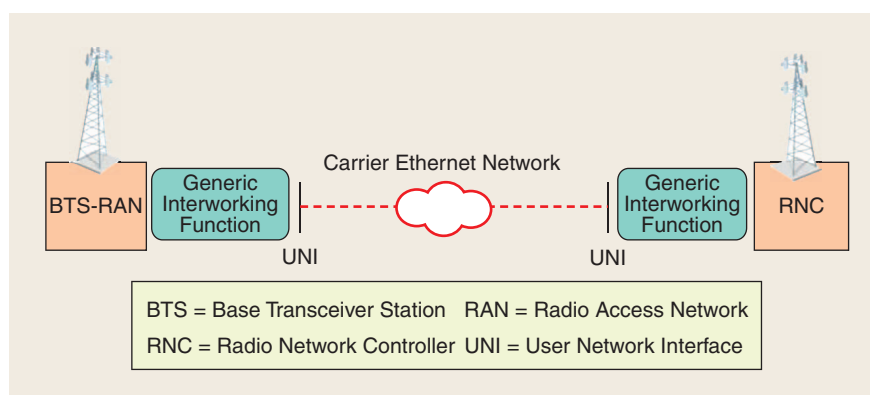 Carrier Ethernet Network
BTS-RAN
Generic
Interworking
Function
UNI
UNI
Generic
Interworking
Function
RNC
BTS = Base Transceiver Station RAN = Radio Access Network
RNC = Radio Network Controller UNI = User Network Interface